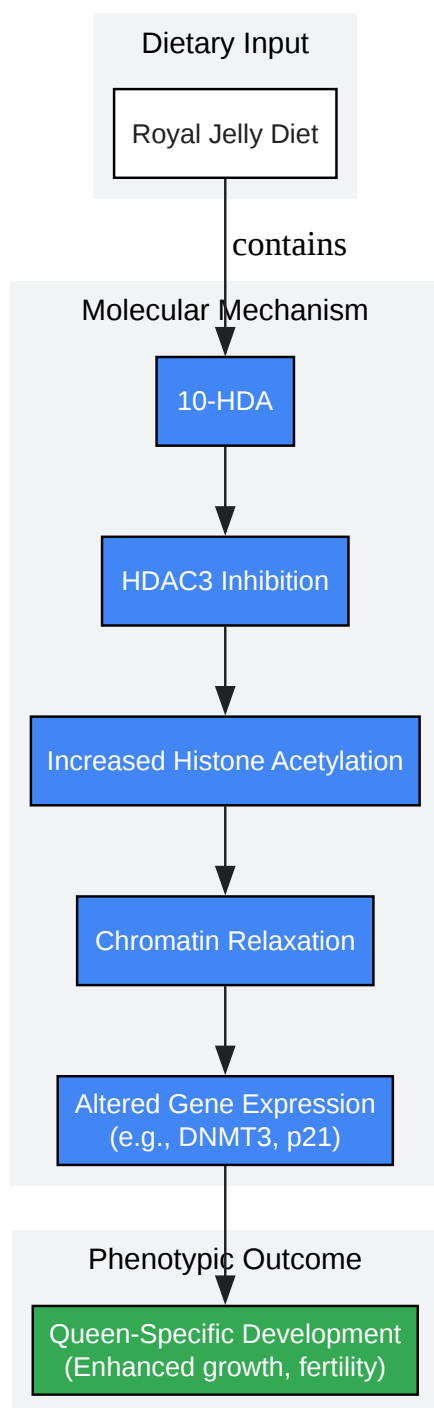 Dietary Input
Royal Jelly Diet
contains
Molecular Mechanism
10-HDA
HDAC3 Inhibition
Increased Histone Acetylation
Chromatin Relaxation
Altered Gene Expression
(e.g., DNMT3, p21)
Phenotypic Outcome
Queen-Specific Development
(Enhanced growth, fertility)